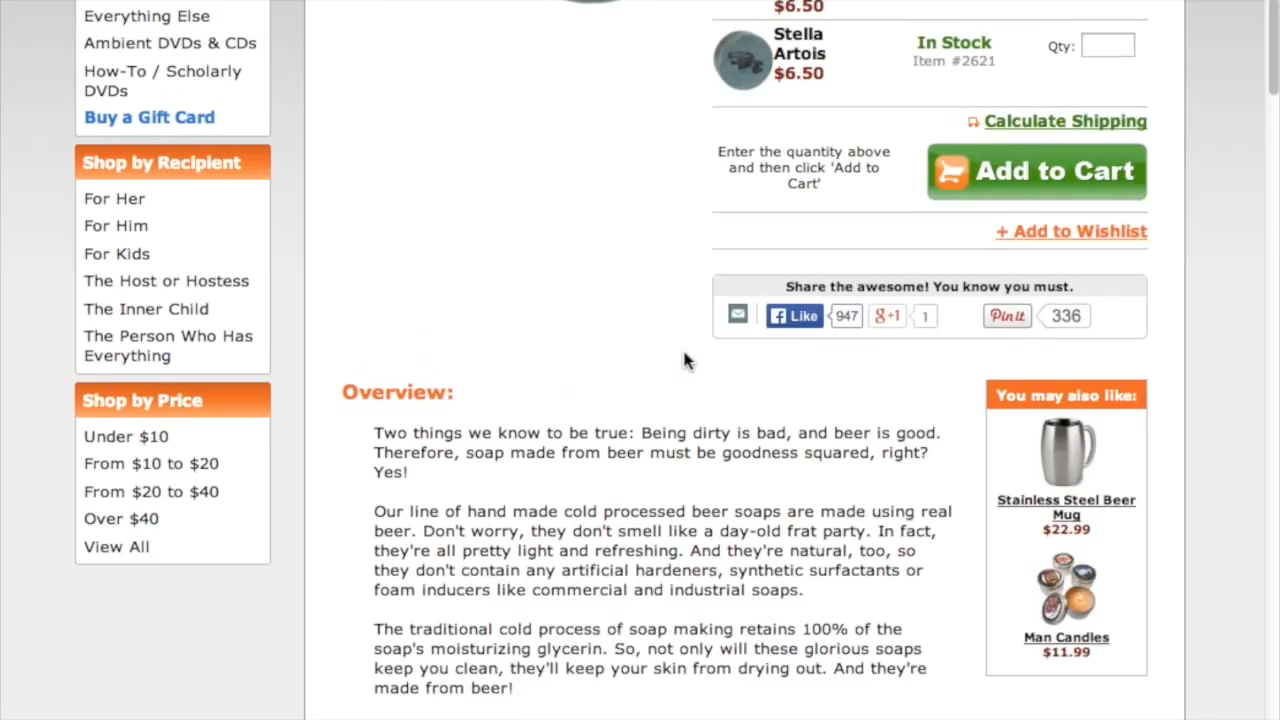 Everything Else
Ambient DVDs & CDs
How-To / Scholarly
DVDs
Buy a Gift Card
Shop by Recipient
For Her
For Him
For Kids
The Host or Hostess
The Inner Child
The Person Who Has
Everything
Shop by Price
Under $10
From $10 to $20
From $20 to $40
Over $40
View All
$6.50
Stella
Artois
$6.50
In Stock
Item #2621
Qty:
Calculate Shipping
Enter the quantity above
and then click 'Add to
Cart'
Add to Cart
+ Add to Wishlist
Share the awesome! You know you must.
Like 947 g+1 1 Pin it 336
Overview:
Two things we know to be true: Being dirty is bad, and beer is good.
Therefore, soap made from beer must be goodness squared, right?
Yes!
Our line of hand made cold processed beer soaps are made using real
beer. Don't worry, they don't smell like a day-old frat party. In fact,
they're all pretty light and refreshing. And they're natural, too, so
they don't contain any artificial hardeners, synthetic surfactants or
foam inducers like commercial and industrial soaps.
The traditional cold process of soap making retains 100% of the
soap's moisturizing glycerin. So, not only will these glorious soaps
keep you clean, they'll keep your skin from drying out. And they're
made from beer!
You may also like:
Stainless Steel Beer
Mug
$22.99
Man Candles
$11.99